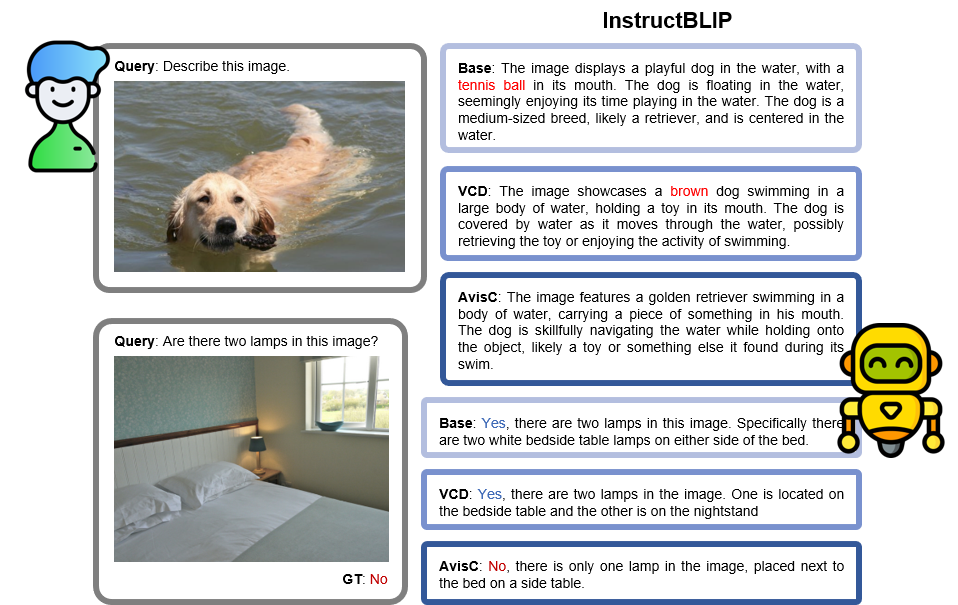 InstructBLIP
Query: Describe this image.
Base: The image displays a playful dog in the water, with a
tennis ball in its mouth. The dog is floating in the water,
seemingly enjoying its time playing in the water. The dog is a
medium-sized breed, likely a retriever, and is centered in the
water.
VCD: The image showcases a brown dog swimming in a
large body of water, holding a toy in its mouth. The dog is
covered by water as it moves through the water, possibly
retrieving the toy or enjoying the activity of swimming.
AvisC: The image features a golden retriever swimming in a
body of water, carrying a piece of something in his mouth.
The dog is skillfully navigating the water while holding onto
the object, likely a toy or something else it found during its
swim.
Query: Are there two lamps in this image?
GT: No
Base: Yes, there are two lamps in this image. Specifically there
are two white bedside table lamps on either side of the bed.
VCD: Yes, there are two lamps in the image. One is located on
the bedside table and the other is on the nightstand
AvisC: No, there is only one lamp in the image, placed next to
the bed on a side table.